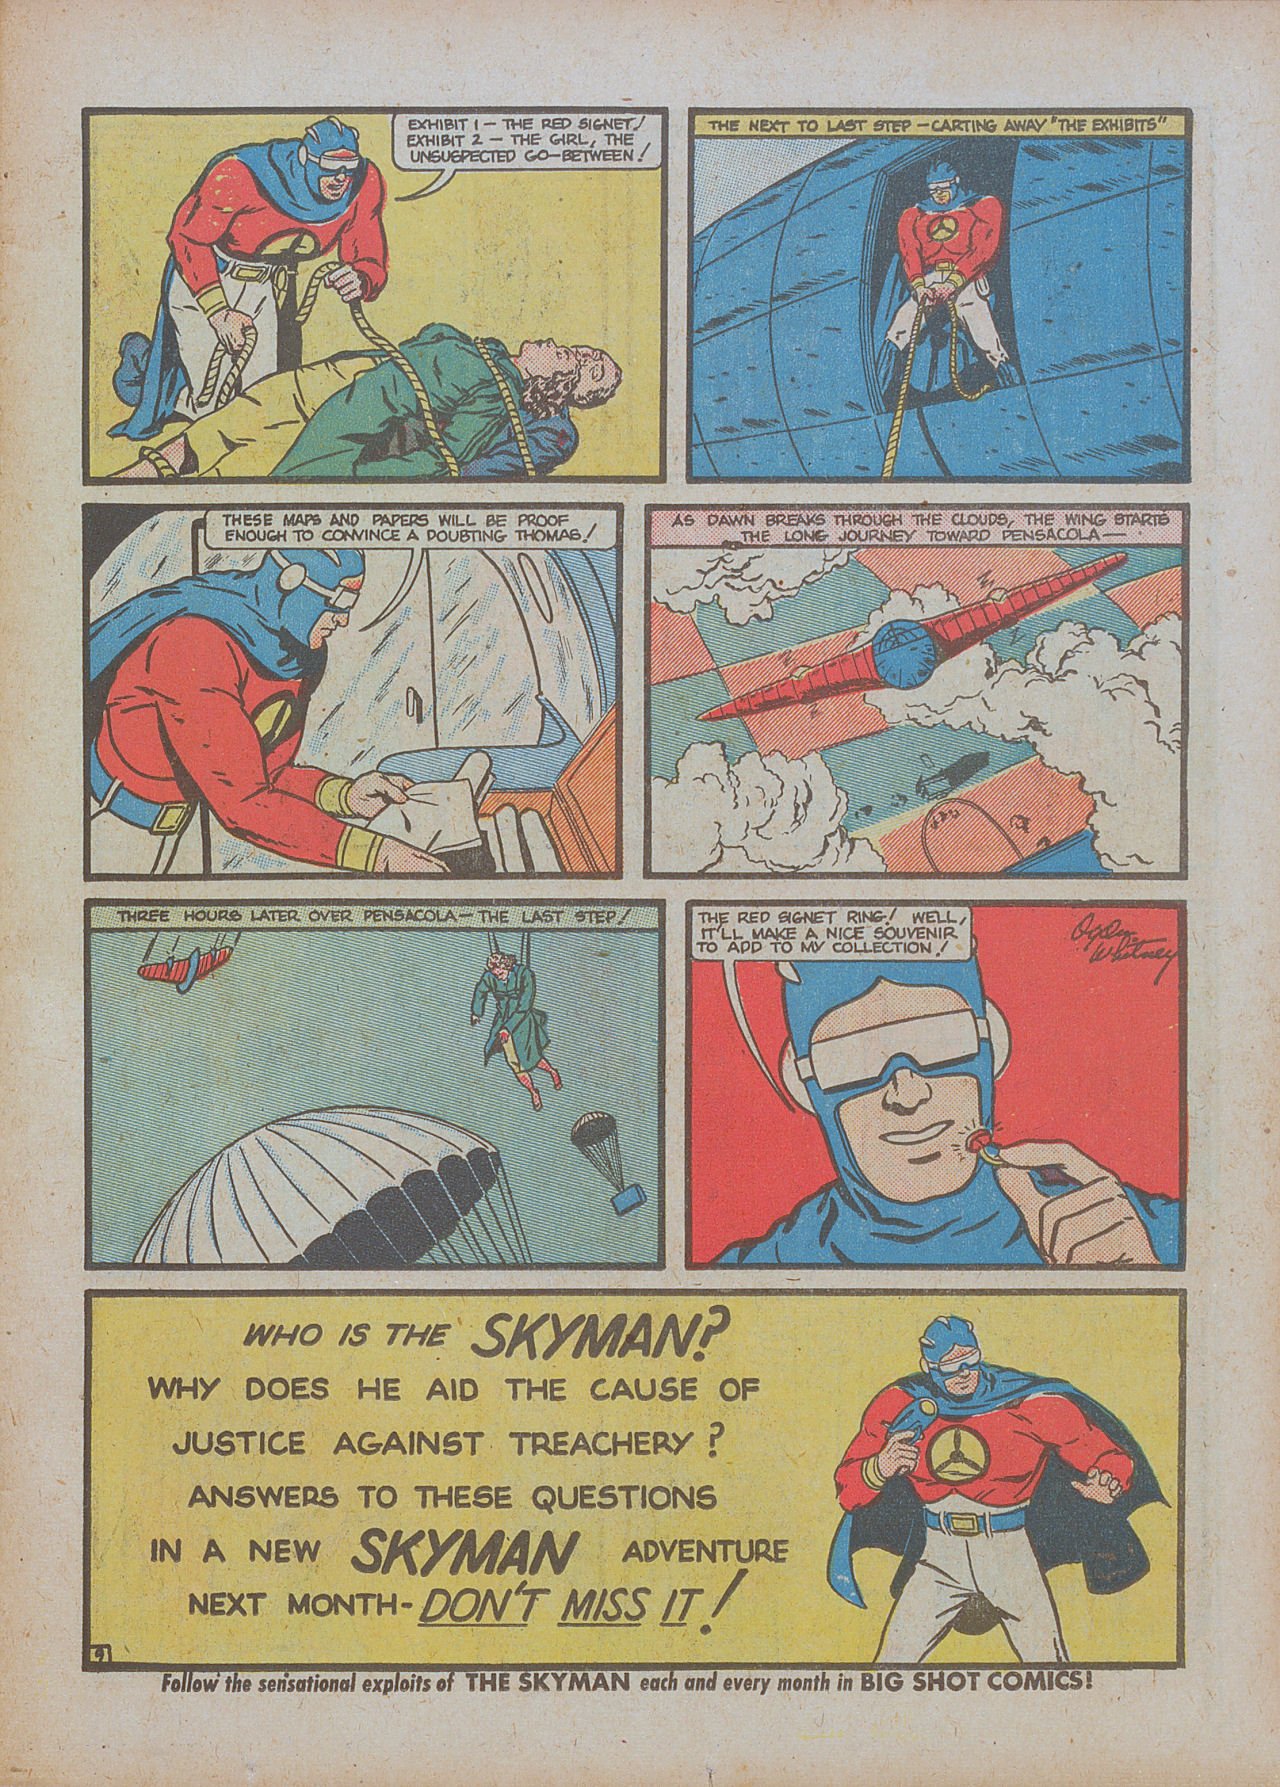 EXHIBIT 1 — THE RED SIGNET!
EXHIBIT 2 — THE GIRL, THE
UNSUSPECTED GO-BETWEEN!
THE NEXT TO LAST STEP — CARTING AWAY "THE EXHIBITS"
THESE MAPS AND PAPERS WILL BE PROOF
ENOUGH TO CONVINCE A DOUBTING THOMAS!
AS DAWN BREAKS THROUGH THE CLOUDS, THE WING STARTS
THE LONG JOURNEY TOWARD PENSACOLA —
THREE HOURS LATER OVER PENSACOLA — THE LAST STEP!
THE RED SIGNET RING! WELL,
IT'LL MAKE A NICE SOUVENIR
TO ADD TO MY COLLECTION!
Ogden
Whitney
WHO IS THE SKYMAN?
WHY DOES HE AID THE CAUSE OF
JUSTICE AGAINST TREACHERY?
ANSWERS TO THESE QUESTIONS
IN A NEW SKYMAN ADVENTURE
NEXT MONTH - DON'T MISS IT!
9
Follow the sensational exploits of THE SKYMAN each and every month in BIG SHOT COMICS!